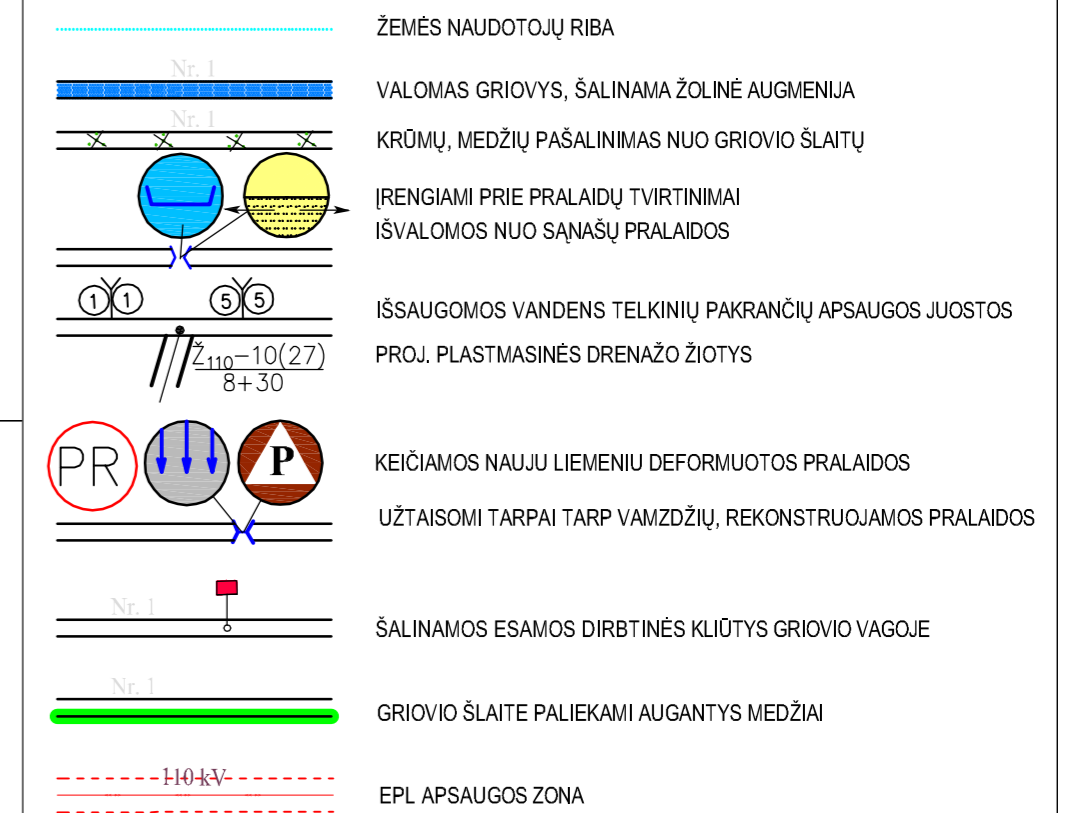 ŽEMĖS NAUDOTOJŲ RIBA
Nr. 1
VALOMAS GRIOVYS, ŠALINAMA ŽOLINĖ AUGMENIJA
Nr. 1
KRŪMŲ, MEDŽIŲ PAŠALINIMAS NUO GRIOVIO ŠLAITŲ
ĮRENGIAMI PRIE PRALAIDŲ TVIRTINIMAI
IŠVALOMOS NUO SĄNAŠŲ PRALAIDOS
1 1 5 5
IŠSAUGOMOS VANDENS TELKINIŲ PAKRANČIŲ APSAUGOS JUOSTOS
Ž110-10(27)
8+30
PROJ. PLASTMASINĖS DRENAŽO ŽIOTYS
PR P
KEIČIAMOS NAUJU LIEMENIU DEFORMUOTOS PRALAIDOS
UŽTAISOMI TARPAI TARP VAMZDŽIŲ, REKONSTRUOJAMOS PRALAIDOS
Nr. 1
ŠALINAMOS ESAMOS DIRBTINĖS KLIŪTYS GRIOVIO VAGOJE
Nr. 1
GRIOVIO ŠLAITE PALIEKAMI AUGANTYS MEDŽIAI
110 kV
EPL APSAUGOS ZONA